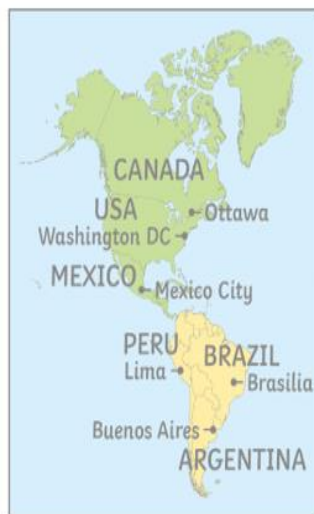 CANADA
USA
Ottawa
Washington DC
MEXICO
Mexico City
PERU
BRAZIL
Lima
Brasilia
Buenos Aires
ARGENTINA